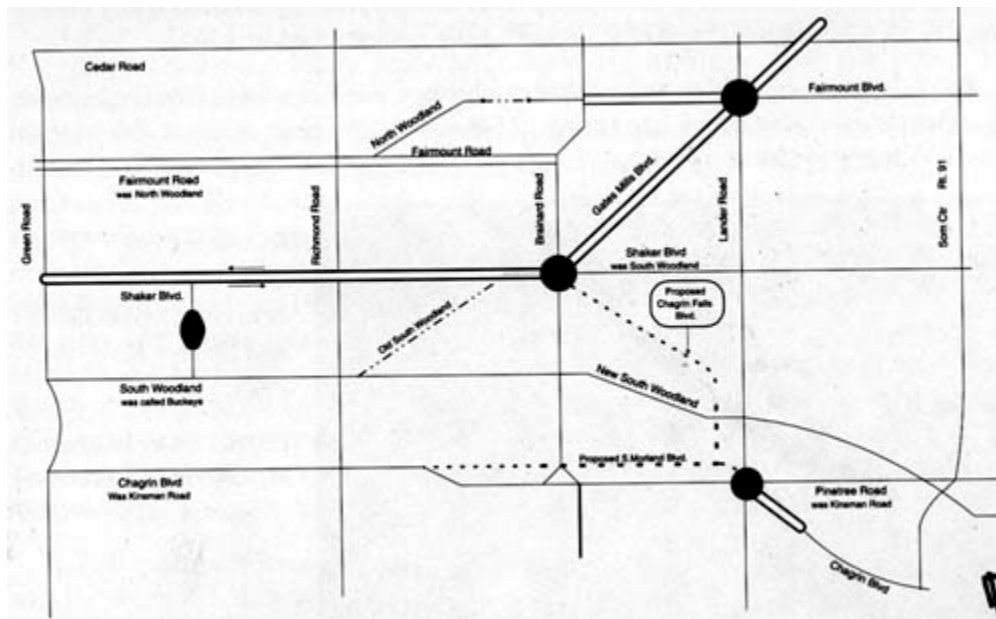 Cedar Road
Fairmount Blvd.
North Woodland
Fairmount Road
Fairmount Road
was North Woodland
Green Road
Richmond Road
Brainard Road
Gates Mills Blvd.
Lander Road
Som Ctr Rt. 91
Shaker Blvd
was South Woodland
Shaker Blvd.
Proposed
Chagrin Falls
Blvd.
Old South Woodland
South Woodland
was called Buckeye
New South Woodland
Proposed S.Morland Blvd.
Chagrin Blvd
Was Kinsman Road
Pinetree Road
was Kinsman Road
Chagrin Blvd